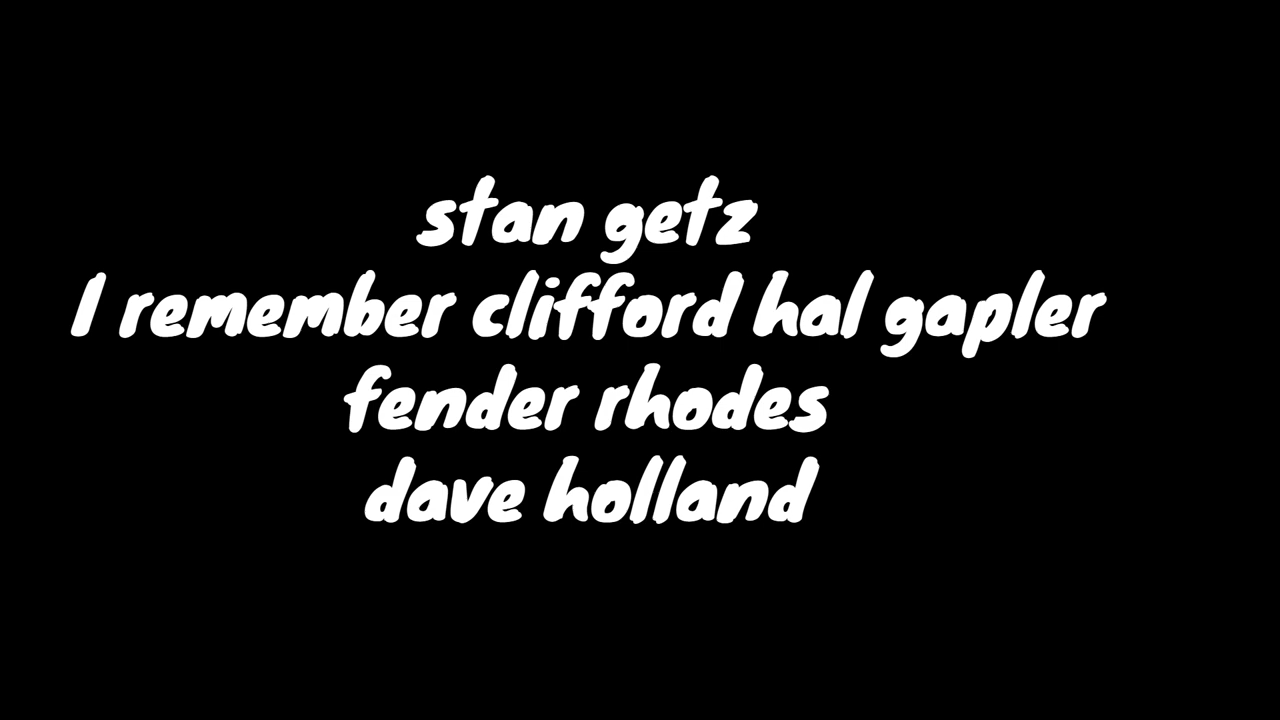 stan getz
I remember clifford hal gapler
fender rhodes
dave holland